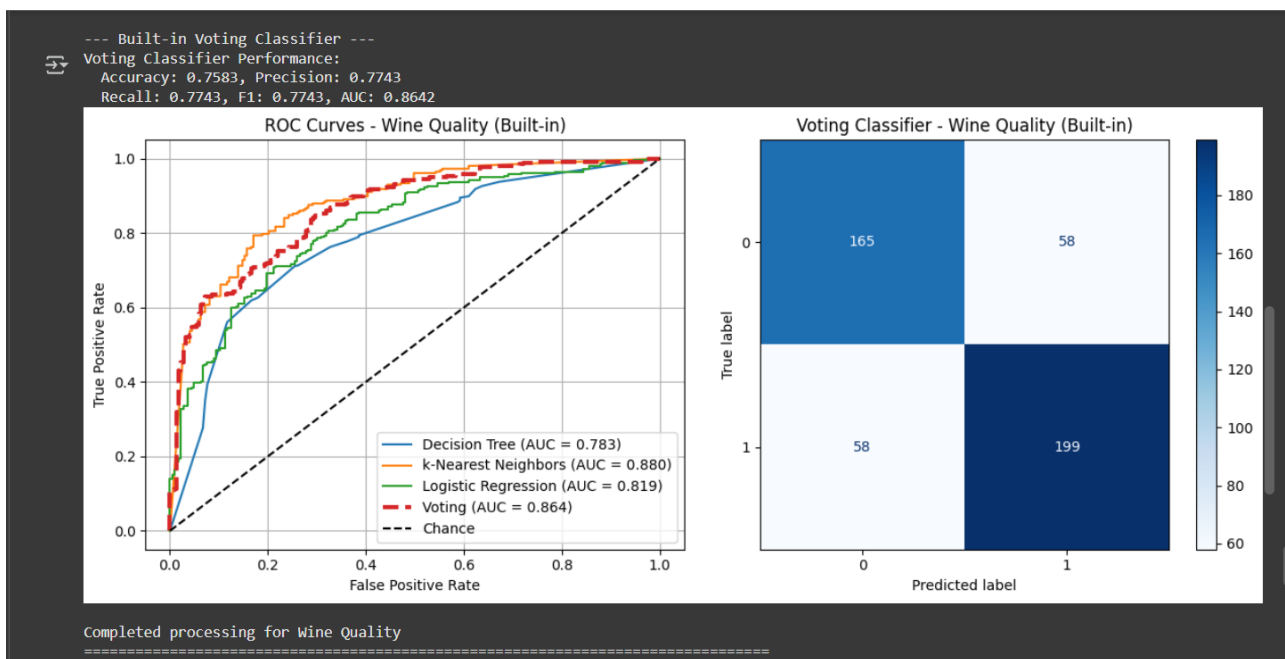 --- Built-in Voting Classifier ---
Voting Classifier Performance:
Accuracy: 0.7583, Precision: 0.7743
Recall: 0.7743, F1: 0.7743, AUC: 0.8642
ROC Curves - Wine Quality (Built-in)
1.0
0.8
0.6
0.4
0.2
0.0
True Positive Rate
Decision Tree (AUC = 0.783)
k-Nearest Neighbors (AUC = 0.880)
Logistic Regression (AUC = 0.819)
Voting (AUC = 0.864)
Chance
0.0 0.2 0.4 0.6 0.8 1.0
False Positive Rate
Voting Classifier - Wine Quality (Built-in)
True label
0
165 58
1
58 199
0 1
Predicted label
180
160
140
120
100
80
60
Completed processing for Wine Quality
================================================================================